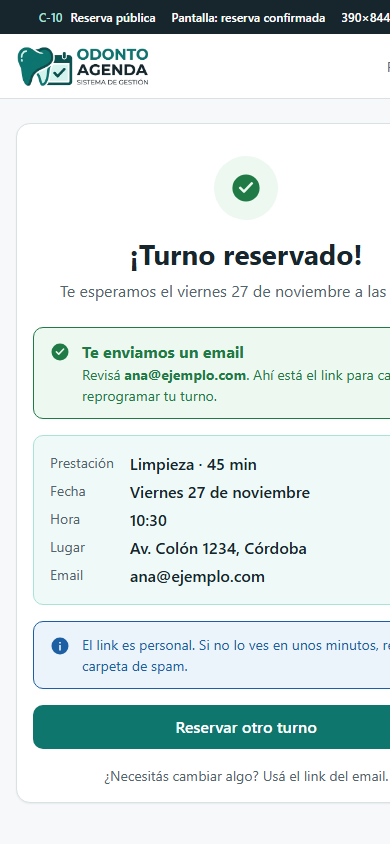 C-10 Reserva pública Pantalla: reserva confirmada 390×844
ODONTO
AGENDA
SISTEMA DE GESTIÓN
¡Turno reservado!
Te esperamos el viernes 27 de noviembre a las
Te enviamos un email
Revisá ana@ejemplo.com. Ahí está el link para ca
reprogramar tu turno.
Prestación Limpieza · 45 min
Fecha Viernes 27 de noviembre
Hora 10:30
Lugar Av. Colón 1234, Córdoba
Email ana@ejemplo.com
El link es personal. Si no lo ves en unos minutos, re
carpeta de spam.
Reservar otro turno
¿Necesitás cambiar algo? Usá el link del email.